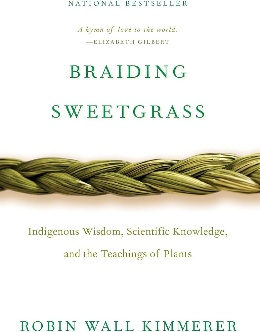 NATIONAL BESTSELLER
A hymn of love to the world.
—ELIZABETH GILBERT
BRAIDING
SWEETGRASS
Indigenous Wisdom, Scientific Knowledge,
and the Teachings of Plants
ROBIN WALL KIMMERER